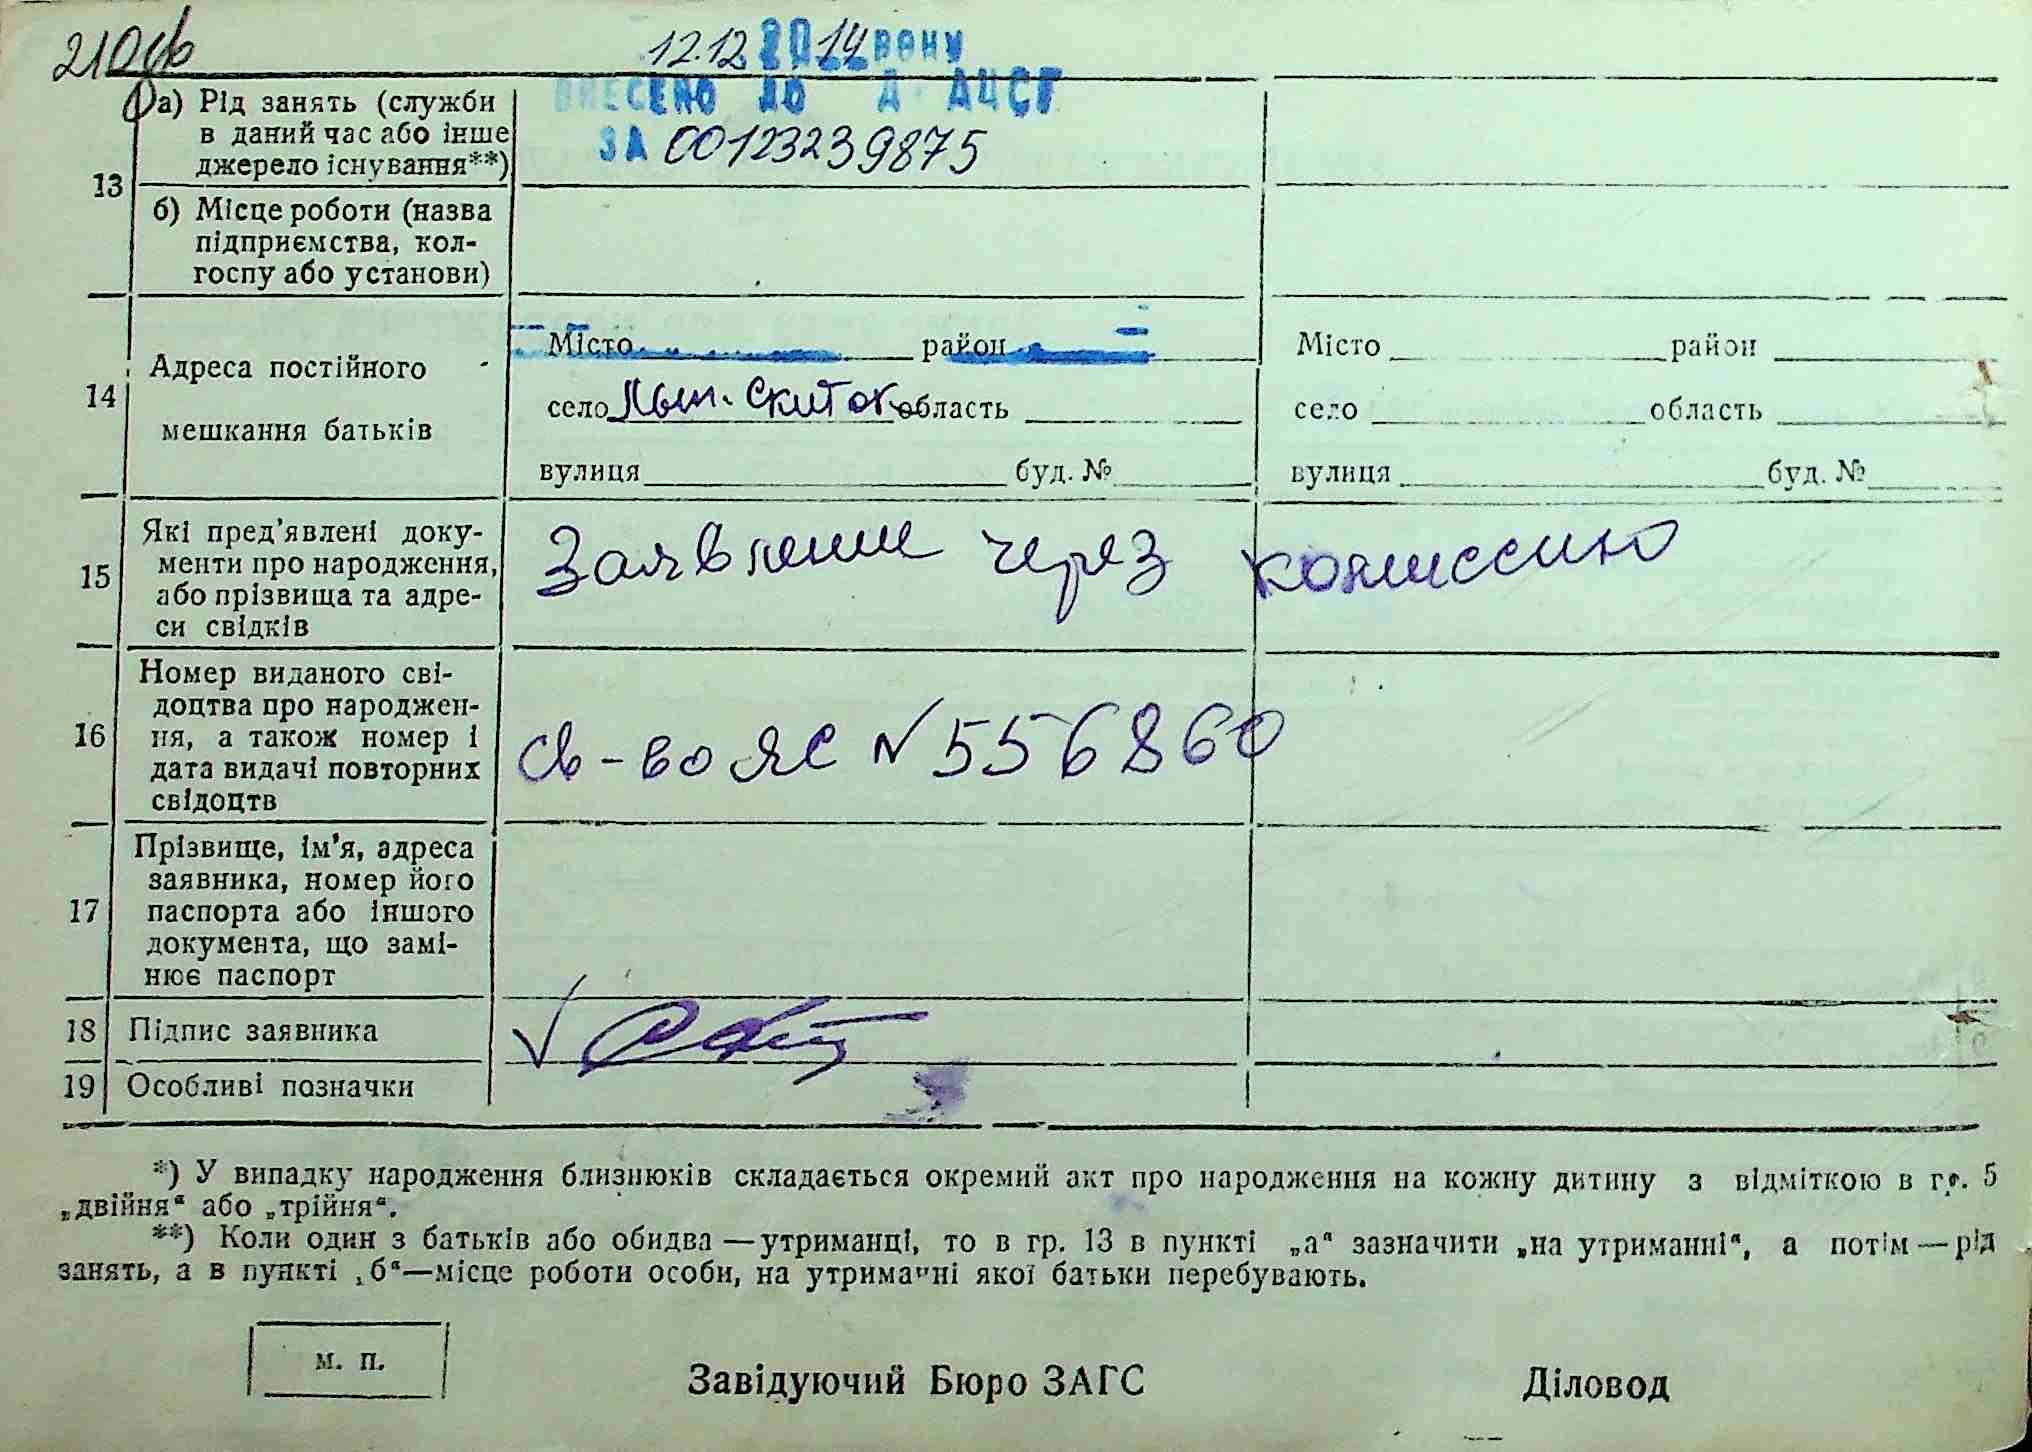 210
12.12 2014 року
ВНЕСЕНО ДО Д АЦСГ
ЗА 00123239875
13
а) Рід занять (служби
в даний час або інше
джерело існування**)
б) Місце роботи (назва
підприємства, кол-
госпу або установи)
14
Адреса постійного
мешкання батьків
Місто район
село область
вулиця буд. №
Місто район
село область
вулиця буд. №
15
Які пред'явлені доку-
менти про народження,
або прізвища та адре-
си свідків
Заявление через комиссию
16
Номер виданого сві-
доцтва про народжен-
ня, а також номер і
дата видачі повторних
свідоцтв
св-во ЯС № 556860
17
Прізвище, ім'я, адреса
заявника, номер його
паспорта або іншого
документа, що замі-
нює паспорт
18 Підпис заявника
19 Особливі позначки
*) У випадку народження близнюків складається окремий акт про народження на кожну дитину з відміткою в гр. 5
„двійня“ або „трійня“.
**) Коли один з батьків або обидва — утриманці, то в гр. 13 в пункті „а“ зазначити „на утриманні“, а потім — рід
занять, а в пункті „б“—місце роботи особи, на утриманні якої батьки перебувають.
м. п.
Завідуючий Бюро ЗАГС Діловод